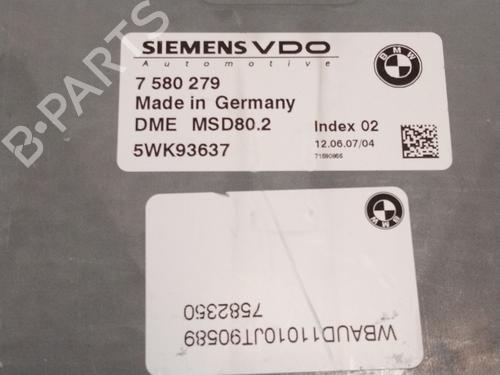 SIEMENS VDO
Automotive
BMW
7 580 279
Made in Germany
DME MSD80.2
Index 02
5WK93637
12.06.07/04
71590955
BMW
WBAUD11010JT90589
7582350
B-PARTS